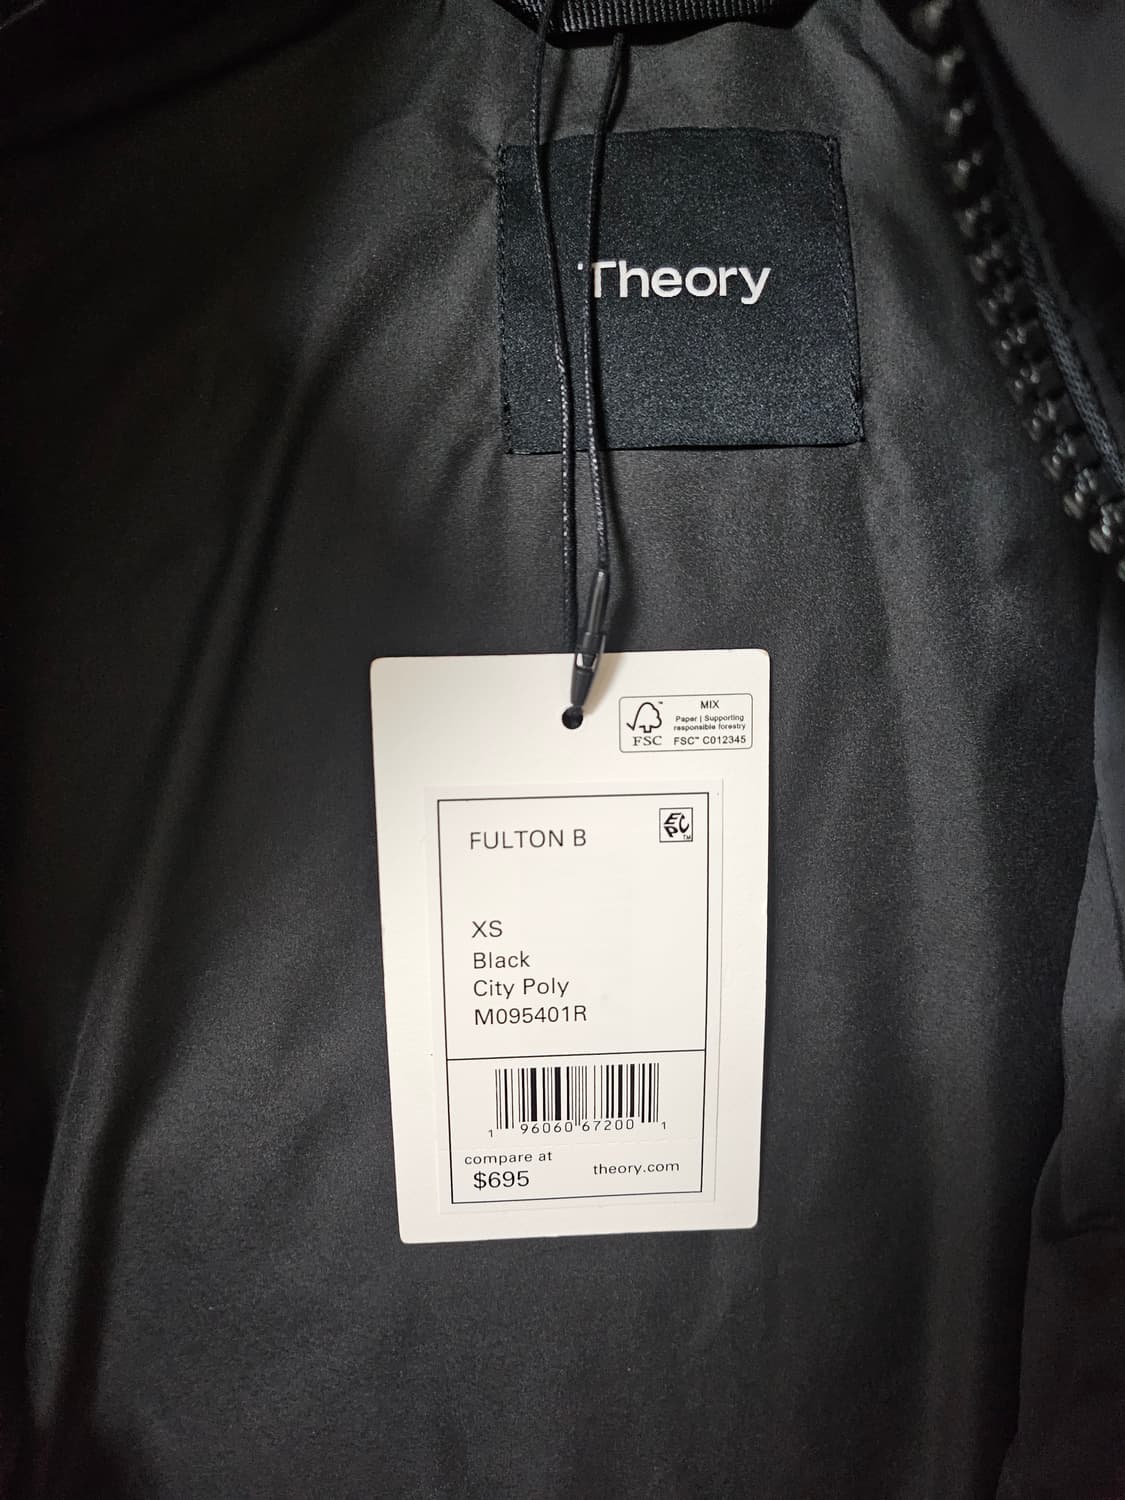 Theory
MIX
Paper | Supporting
responsible forestry
FSC™ C012345
FSC
FULTON B
EPC™
XS
Black
City Poly
M095401R
1 96060 67200 1
compare at
$695
theory.com